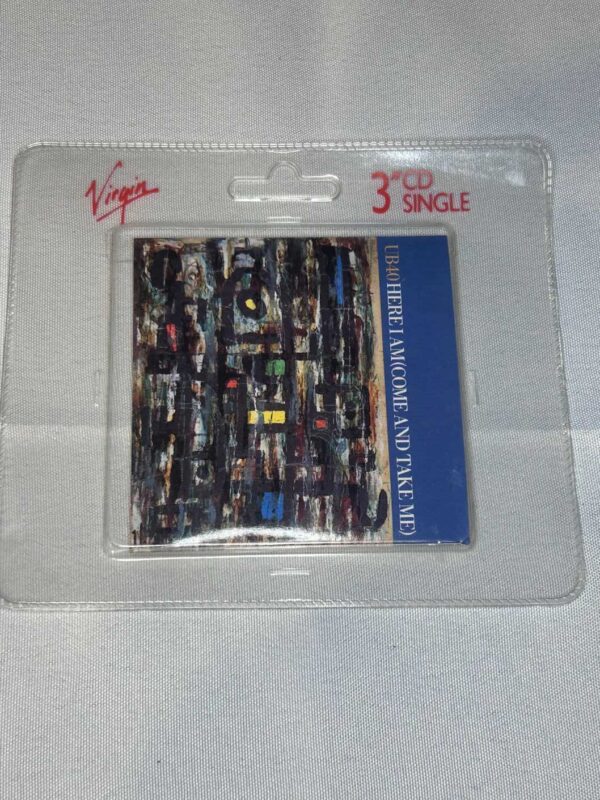 Virgin
3" CD
SINGLE
UB40 HERE I AM (COME AND TAKE ME)